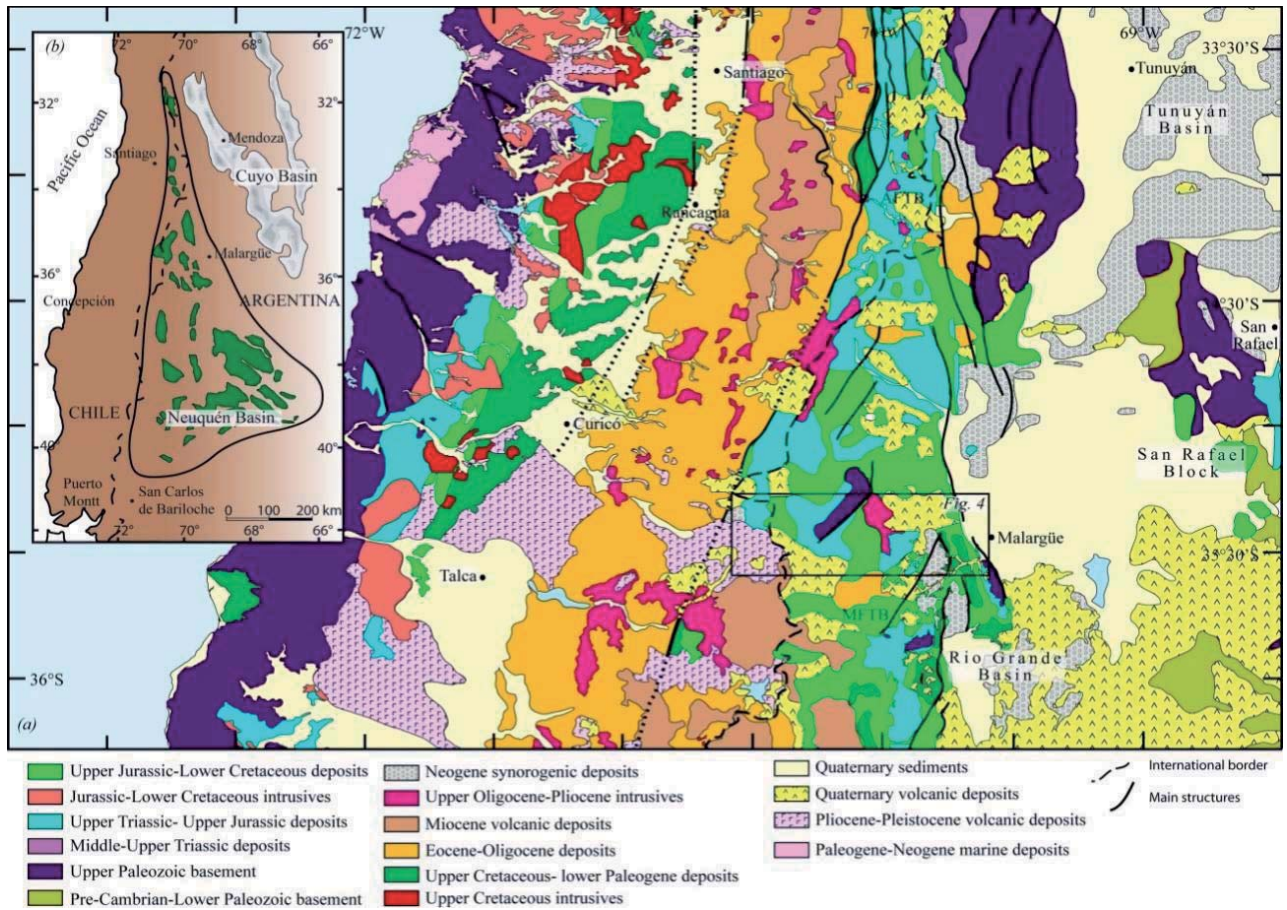 (b)
72°
70°
68°
66°
32°
32°
Pacific Ocean
Mendoza
Santiago
Cuyo Basin
Malargüe
36°
36°
Concepción
ARGENTINA
CHILE
Neuquén Basin
40°
40°
Puerto
Montt
San Carlos
de Bariloche
0 100 200 km
72°
70°
68°
66°
72°W
69°W
33°30'S
Santiago
Tunuyán
Tunuyán
Basin
Rancagua
AFTB
San
Rafael
Curicó
San Rafael
Block
Fig. 4
Malargüe
35°30'S
Talca
MFTB
Rio Grande
Basin
36°S
(a)
Upper Jurassic-Lower Cretaceous deposits
Jurassic-Lower Cretaceous intrusives
Upper Triassic- Upper Jurassic deposits
Middle-Upper Triassic deposits
Upper Paleozoic basement
Pre-Cambrian-Lower Paleozoic basement
Neogene synorogenic deposits
Upper Oligocene-Pliocene intrusives
Miocene volcanic deposits
Eocene-Oligocene deposits
Upper Cretaceous- lower Paleogene deposits
Upper Cretaceous intrusives
Quaternary sediments
Quaternary volcanic deposits
Pliocene-Pleistocene volcanic deposits
Paleogene-Neogene marine deposits
International border
Main structures